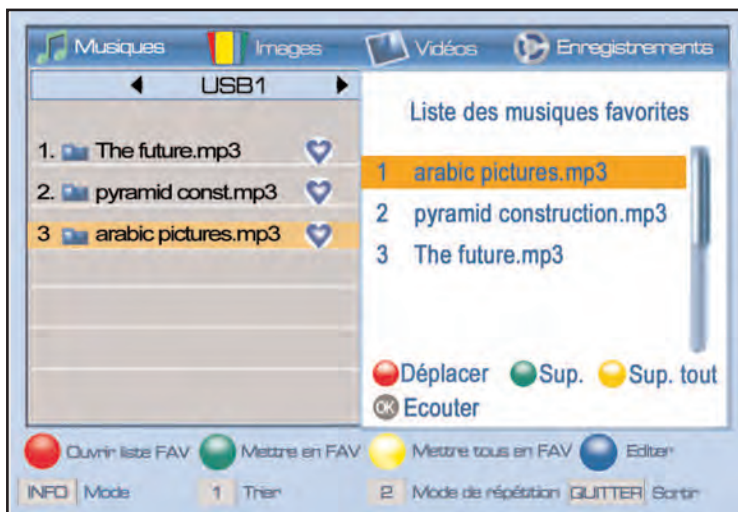 Musiques Images Vidéos Enregistrements
USB1
1. The future.mp3
2. pyramid const.mp3
3 arabic pictures.mp3
Liste des musiques favorites
1 arabic pictures.mp3
2 pyramid construction.mp3
3 The future.mp3
Déplacer Sup. Sup. tout
OK Ecouter
Ouvrir liste FAV Mettre en FAV Mettre tous en FAV Editer
INFO Mode 1 Trier 2 Mode de répétition QUITTER Sortir